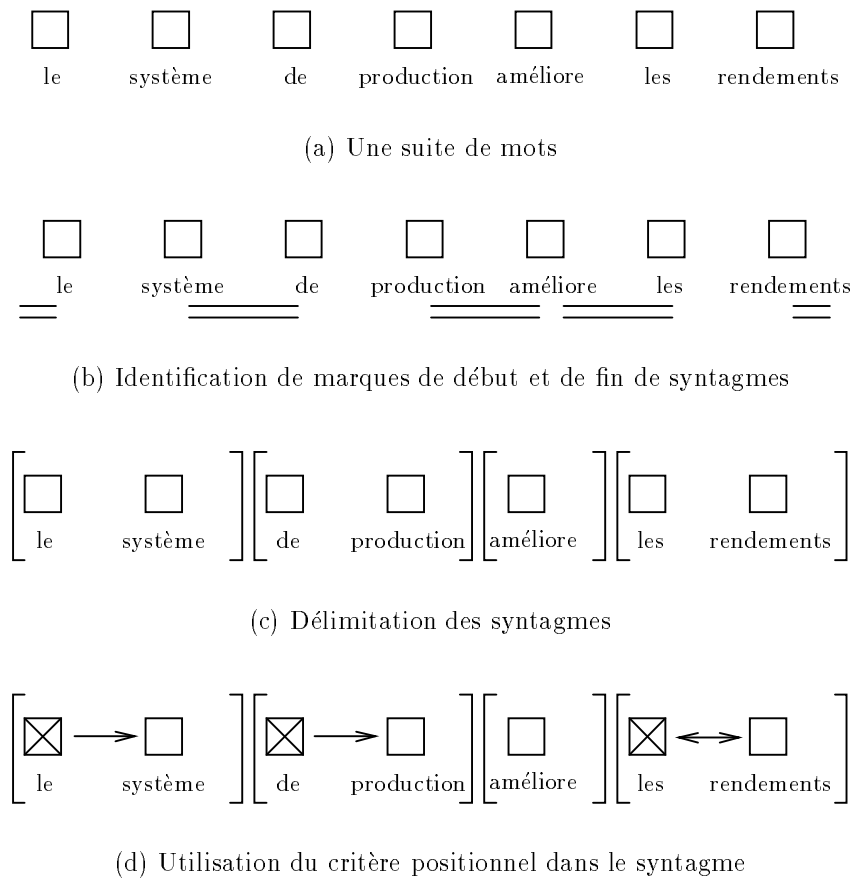 le système de production améliore les rendements
(a) Une suite de mots
le système de production améliore les rendements
(b) Identification de marques de début et de fin de syntagmes
le système de production améliore les rendements
(c) Délimitation des syntagmes
le système de production améliore les rendements
(d) Utilisation du critère positionnel dans le syntagme